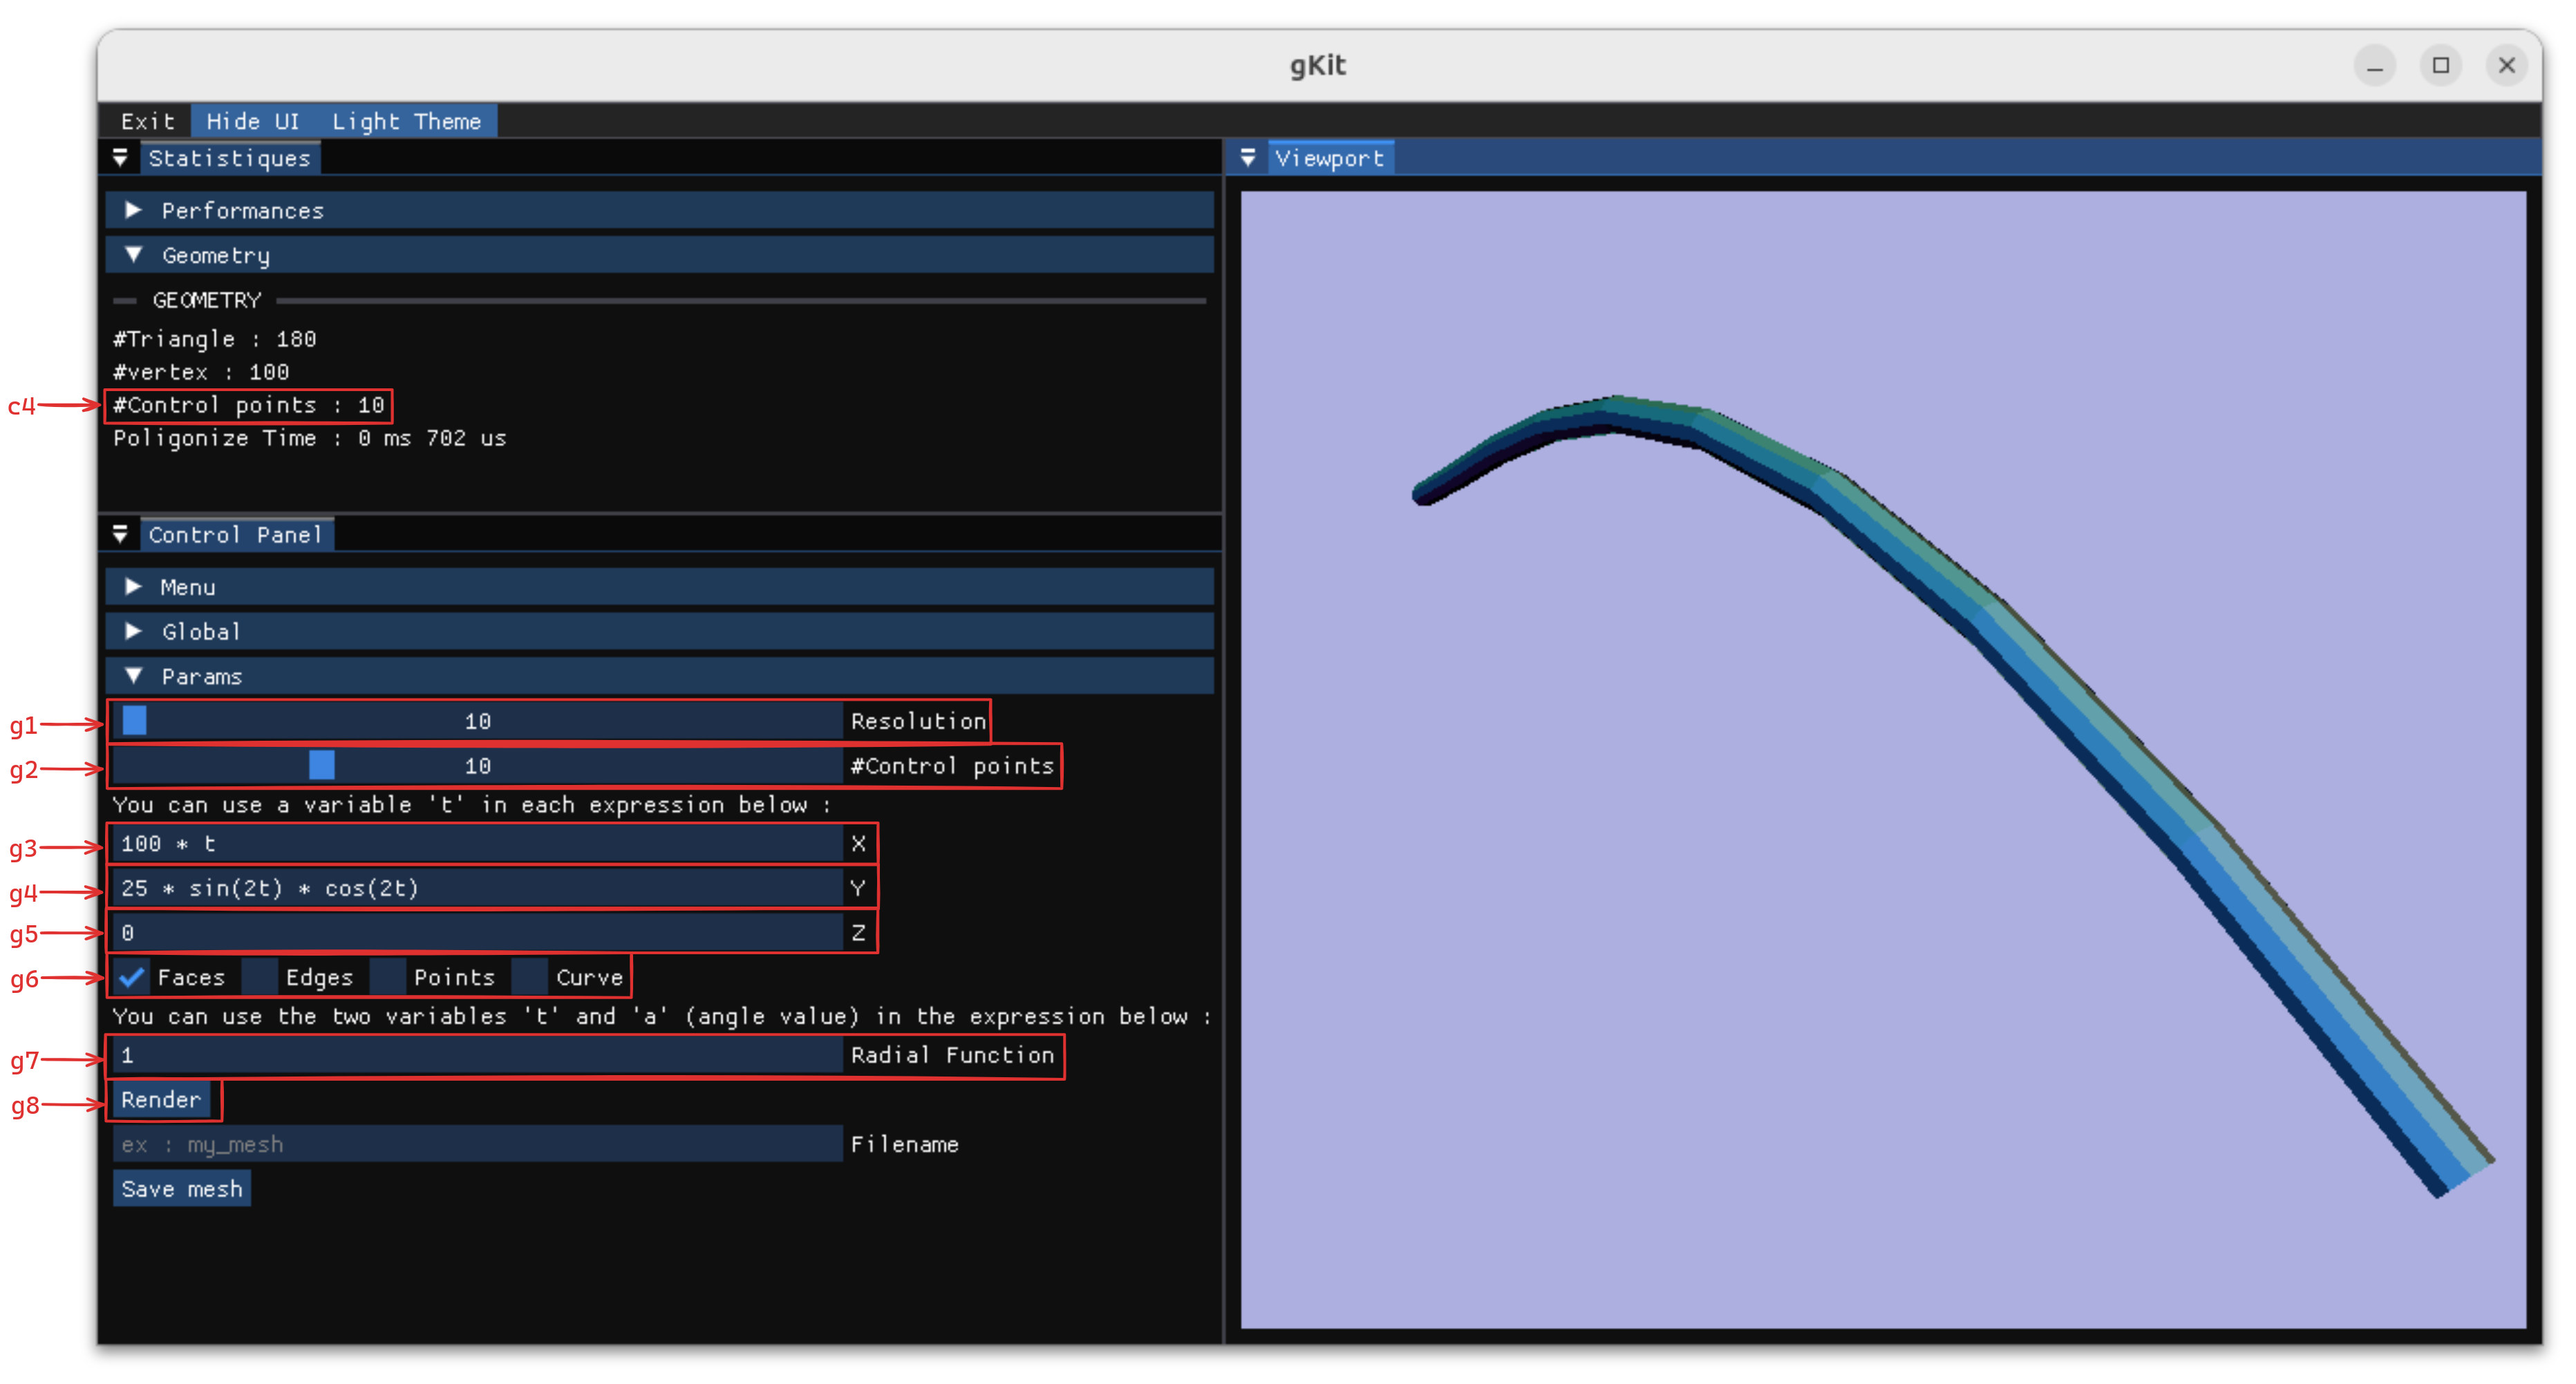 gKit
Exit Hide UI Light Theme
Statistiques
Performances
Geometry
GEOMETRY
#Triangle : 180
#vertex : 100
c4 #Control points : 10
Poligonize Time : 0 ms 702 us
Control Panel
Menu
Global
Params
g1 10 Resolution
g2 10 #Control points
You can use a variable 't' in each expression below :
g3 100 * t X
g4 25 * sin(2t) * cos(2t) Y
g5 0 Z
g6 Faces Edges Points Curve
You can use the two variables 't' and 'a' (angle value) in the expression below :
g7 1 Radial Function
g8 Render
ex : my_mesh Filename
Save mesh
Viewport